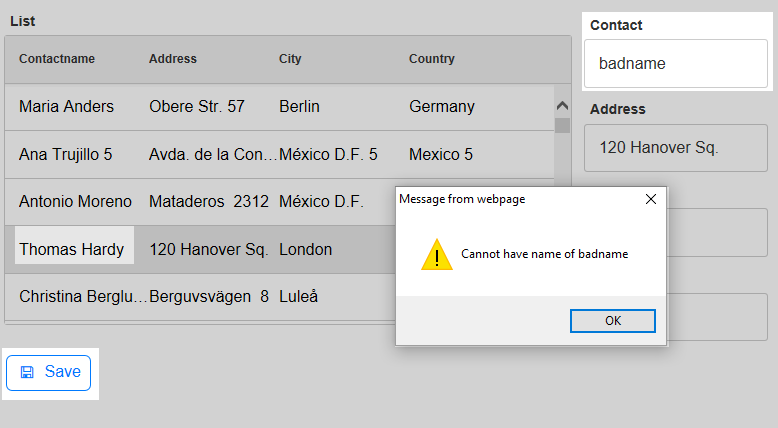 List
Contactname Address City Country
Maria Anders Obere Str. 57 Berlin Germany
Ana Trujillo 5 Avda. de la Con... México D.F. 5 Mexico 5
Antonio Moreno Mataderos 2312 México D.F.
Thomas Hardy 120 Hanover Sq. London
Christina Berglu... Berguvsvägen 8 Luleå
Save
Contact
badname
Address
120 Hanover Sq.
Message from webpage
Cannot have name of badname
OK